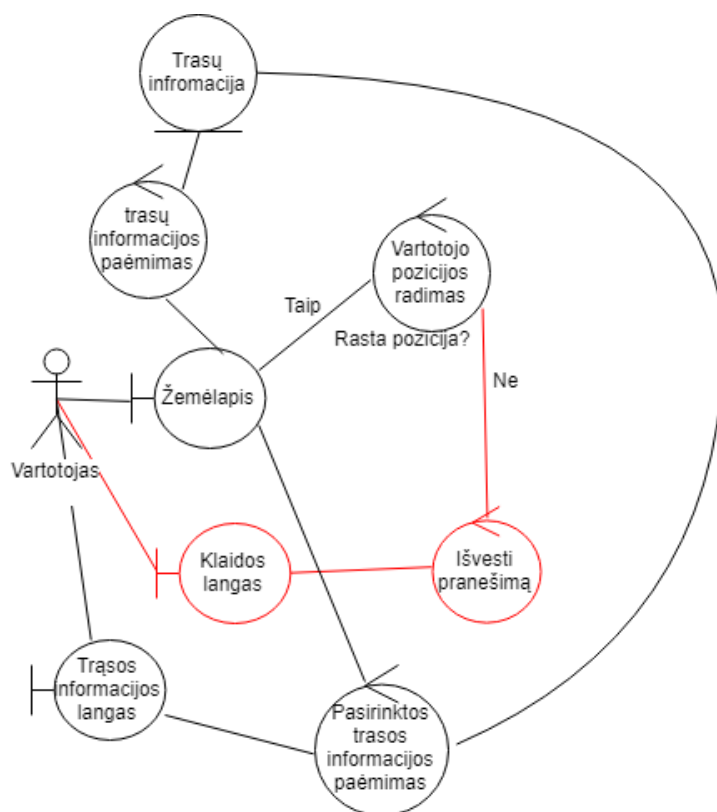 Trasų
infromacija
trasų
informacijos
paėmimas
Vartotojo
pozicijos
radimas
Taip
Rasta pozicija?
Ne
Žemėlapis
Vartotojas
Klaidos
langas
Išvesti
pranešimą
Trąsos
informacijos
langas
Pasirinktos
trasos
informacijos
paėmimas